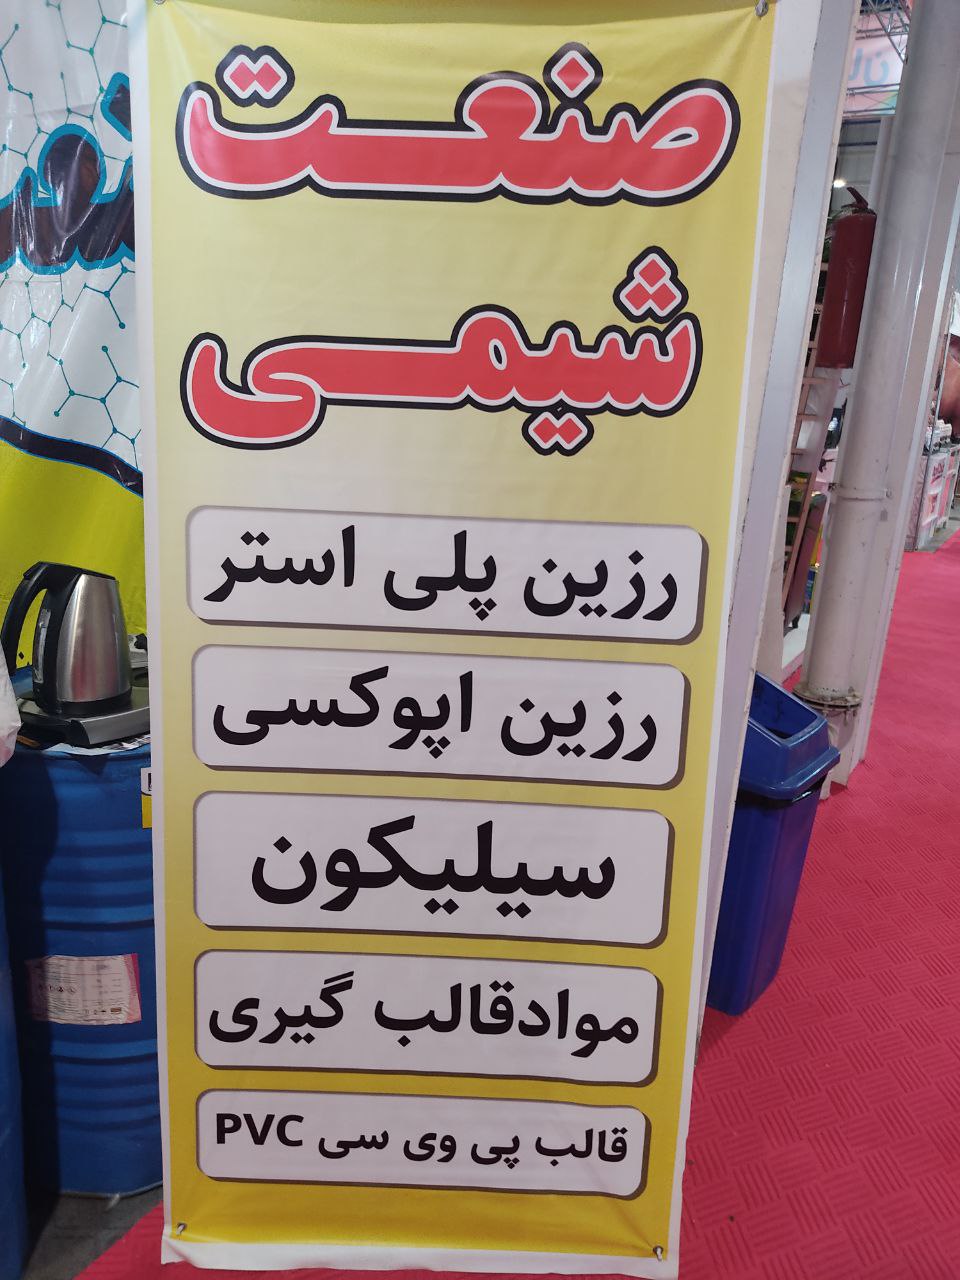 صنعت
شیمی
رزین پلی استر
رزین اپوکسی
سیلیکون
موادقالب گیری
قالب پی وی سی PVC